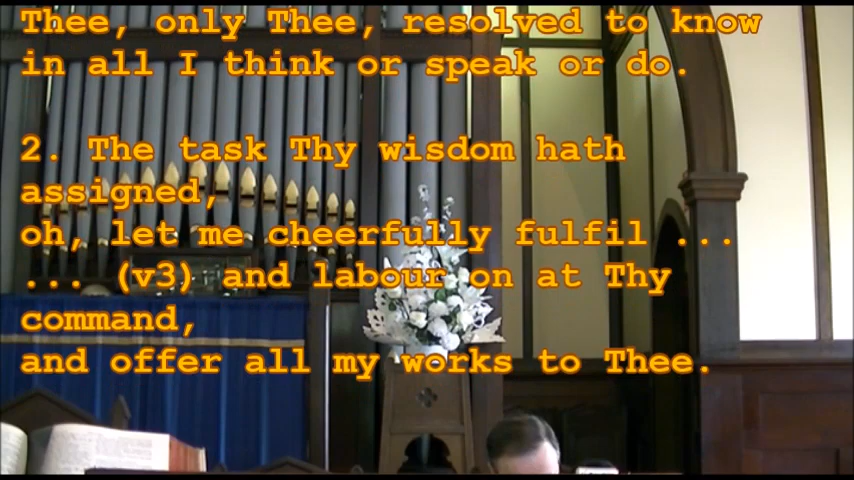 Thee, only Thee, resolved to know
in all I think or speak or do.
2. The task Thy wisdom hath
assigned,
oh, let me cheerfully fulfil ...
... (v3) and labour on at Thy
command,
and offer all my works to Thee.